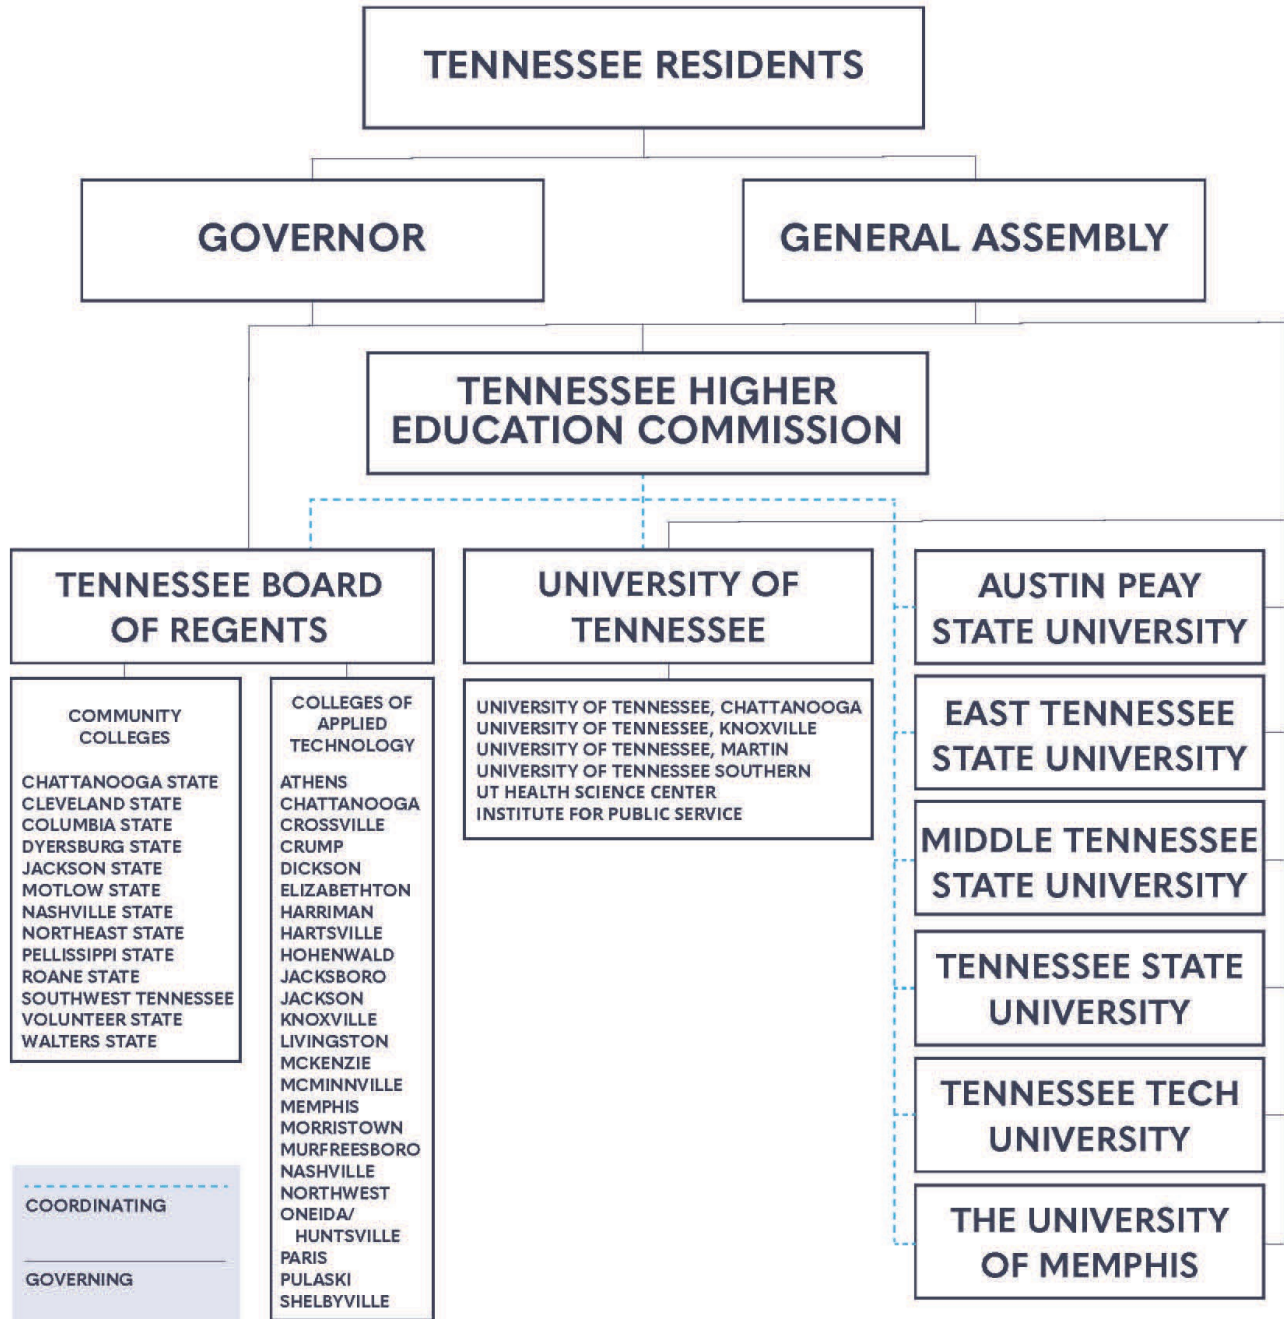 TENNESSEE RESIDENTS
GOVERNOR
GENERAL ASSEMBLY
TENNESSEE HIGHER
EDUCATION COMMISSION
TENNESSEE BOARD
OF REGENTS
COMMUNITY
COLLEGES
CHATTANOOGA STATE
CLEVELAND STATE
COLUMBIA STATE
DYERSBURG STATE
JACKSON STATE
MOTLOW STATE
NASHVILLE STATE
NORTHEAST STATE
PELLISSIPPI STATE
ROANE STATE
SOUTHWEST TENNESSEE
VOLUNTEER STATE
WALTERS STATE
COLLEGES OF
APPLIED
TECHNOLOGY
ATHENS
CHATTANOOGA
CROSSVILLE
CRUMP
DICKSON
ELIZABETHTON
HARRIMAN
HARTSVILLE
HOHENWALD
JACKSBORO
JACKSON
KNOXVILLE
LIVINGSTON
MCKENZIE
MCMINNVILLE
MEMPHIS
MORRISTOWN
MURFREESBORO
NASHVILLE
NORTHWEST
ONEIDA/
HUNTSVILLE
PARIS
PULASKI
SHELBYVILLE
UNIVERSITY OF
TENNESSEE
UNIVERSITY OF TENNESSEE, CHATTANOOGA
UNIVERSITY OF TENNESSEE, KNOXVILLE
UNIVERSITY OF TENNESSEE, MARTIN
UNIVERSITY OF TENNESSEE SOUTHERN
UT HEALTH SCIENCE CENTER
INSTITUTE FOR PUBLIC SERVICE
AUSTIN PEAY
STATE UNIVERSITY
EAST TENNESSEE
STATE UNIVERSITY
MIDDLE TENNESSEE
STATE UNIVERSITY
TENNESSEE STATE
UNIVERSITY
TENNESSEE TECH
UNIVERSITY
THE UNIVERSITY
OF MEMPHIS
COORDINATING
GOVERNING